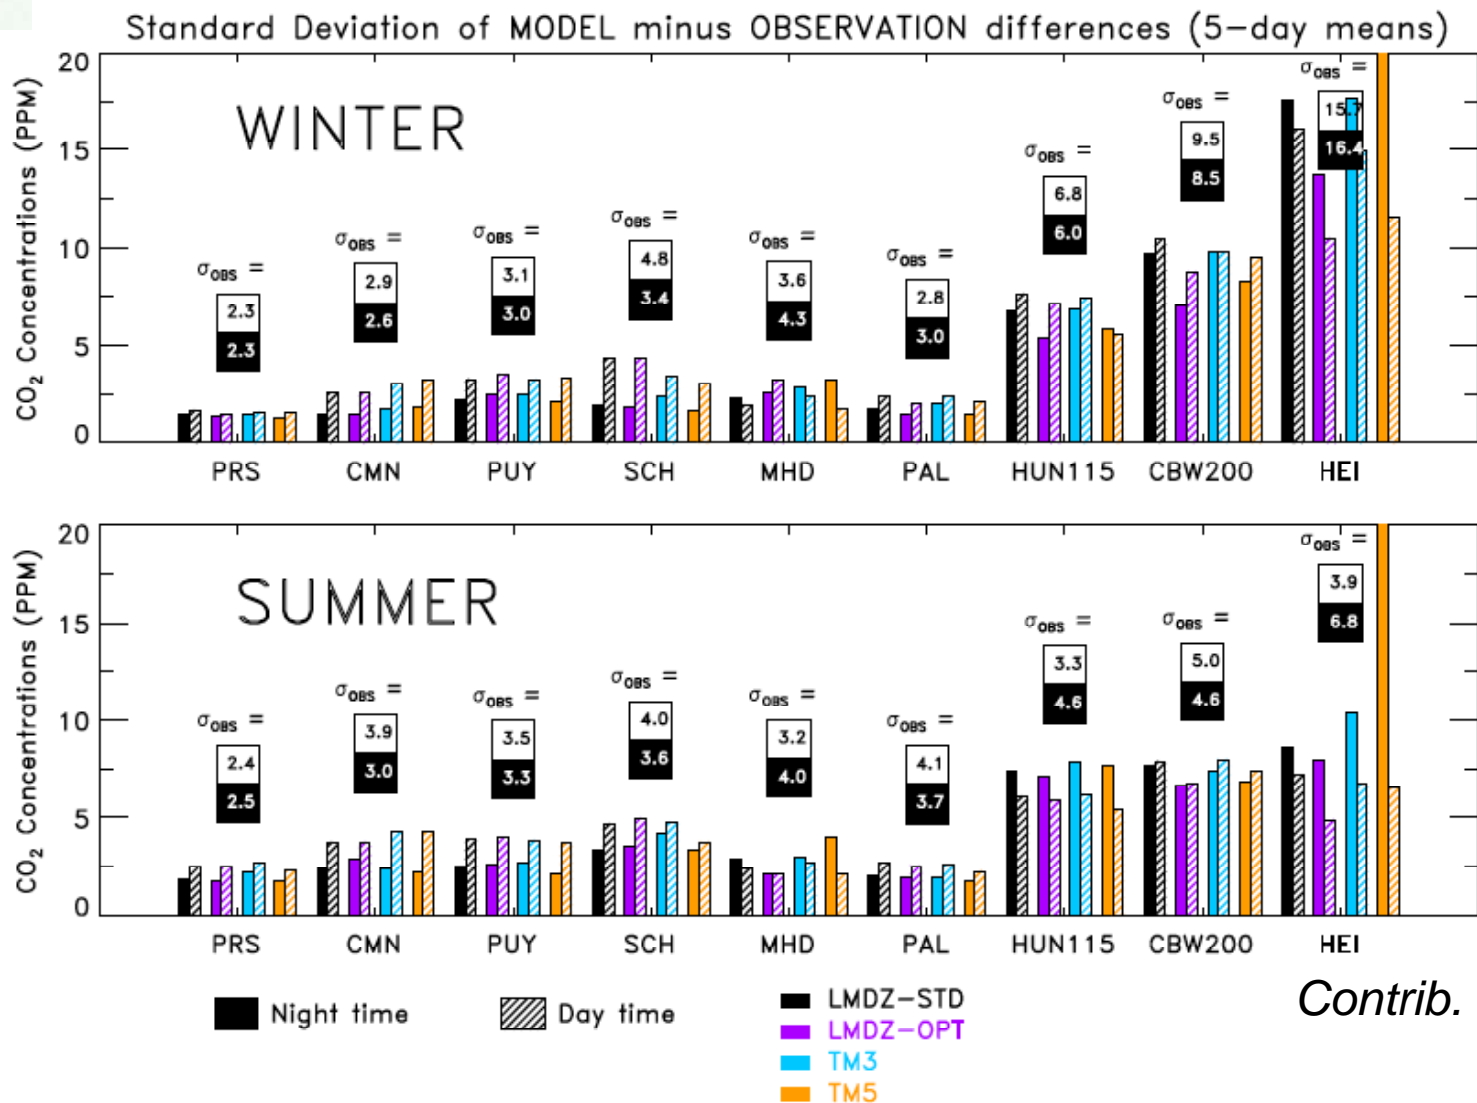 Standard Deviation of MODEL minus OBSERVATION differences (5-day means)
CO2 Concentrations (PPM)
20
15
10
5
0
WINTER
σOBS =
2.3
2.3
σOBS =
2.9
2.6
σOBS =
3.1
3.0
σOBS =
4.8
3.4
σOBS =
3.6
4.3
σOBS =
2.8
3.0
σOBS =
6.8
6.0
σOBS =
9.5
8.5
σOBS =
15.7
16.4
PRS CMN PUY SCH MHD PAL HUN115 CBW200 HEI
CO2 Concentrations (PPM)
20
15
10
5
0
SUMMER
σOBS =
2.4
2.5
σOBS =
3.9
3.0
σOBS =
3.5
3.3
σOBS =
4.0
3.6
σOBS =
3.2
4.0
σOBS =
4.1
3.7
σOBS =
3.3
4.6
σOBS =
5.0
4.6
σOBS =
3.9
6.8
PRS CMN PUY SCH MHD PAL HUN115 CBW200 HEI
Night time
Day time
LMDZ-STD
LMDZ-OPT
TM3
TM5
Contrib.